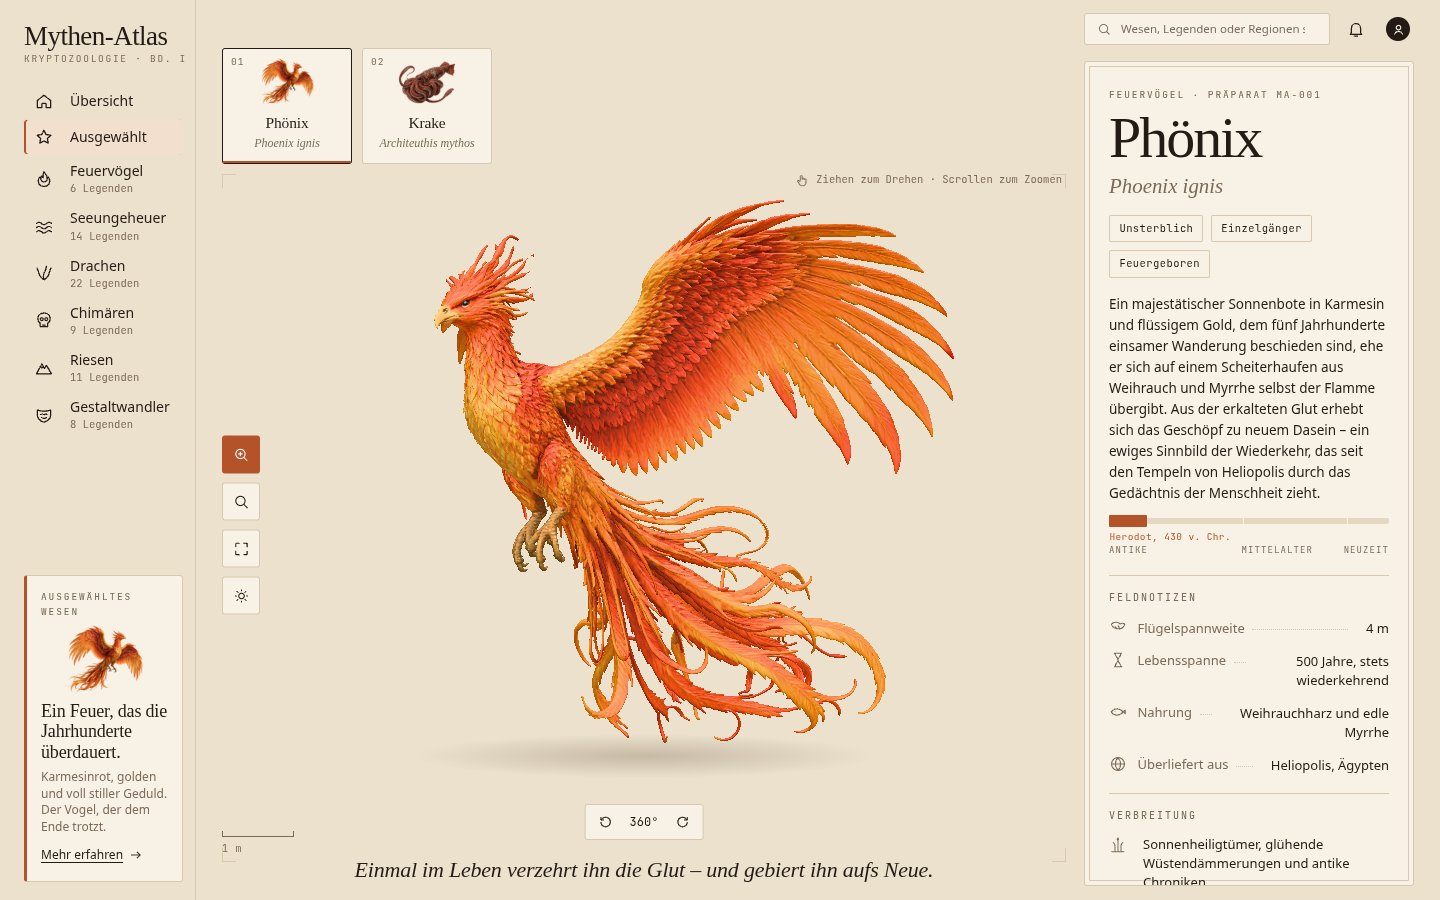 Mythen-Atlas
KRYPTOZOOLOGIE · BD. I
Übersicht
Ausgewählt
Feuervögel
6 Legenden
Seeungeheuer
14 Legenden
Drachen
22 Legenden
Chimären
9 Legenden
Riesen
11 Legenden
Gestaltwandler
8 Legenden
AUSGEWÄHLTES
WESEN
Ein Feuer, das die
Jahrhunderte
überdauert.
Karmesinrot, golden
und voll stiller Geduld.
Der Vogel, der dem
Ende trotzt.
Mehr erfahren
01
Phönix
Phoenix ignis
02
Krake
Architeuthis mythos
Ziehen zum Drehen · Scrollen zum Zoomen
360°
1 m
Einmal im Leben verzehrt ihn die Glut – und gebiert ihn aufs Neue.
Wesen, Legenden oder Regionen
FEUERVÖGEL · PRÄPARAT MA-001
Phönix
Phoenix ignis
Unsterblich
Einzelgänger
Feuergeboren
Ein majestätischer Sonnenbote in Karmesin
und flüssigem Gold, dem fünf Jahrhunderte
einsamer Wanderung beschieden sind, ehe
er sich auf einem Scheiterhaufen aus
Weihrauch und Myrrhe selbst der Flamme
übergibt. Aus der erkalteten Glut erhebt
sich das Geschöpf zu neuem Dasein – ein
ewiges Sinnbild der Wiederkehr, das seit
den Tempeln von Heliopolis durch das
Gedächtnis der Menschheit zieht.
Herodot, 430 v. Chr.
ANTIKE MITTELALTER NEUZEIT
FELDNOTIZEN
Flügelspannweite 4 m
Lebensspanne 500 Jahre, stets
wiederkehrend
Nahrung Weihrauchharz und edle
Myrrhe
Überliefert aus Heliopolis, Ägypten
VERBREITUNG
Sonnenheiligtümer, glühende
Wüstendämmerungen und antike
Chroniken